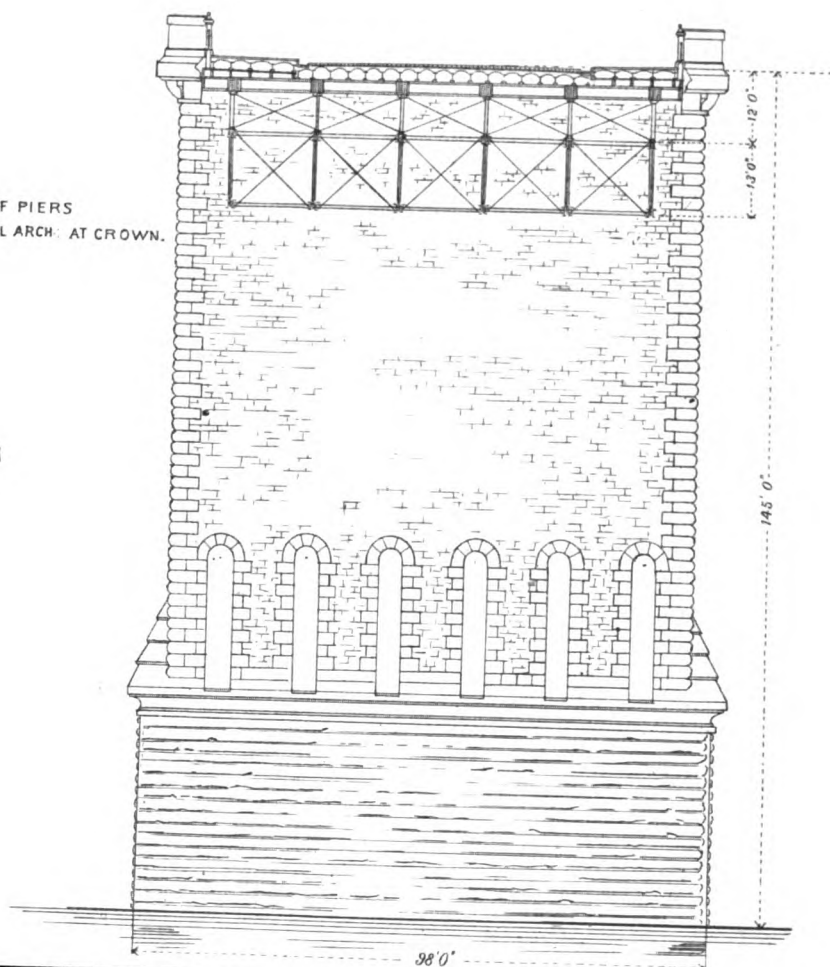 F PIERS
L ARCH: AT CROWN.
12' 0"
13' 0"
145' 0"
98' 0"